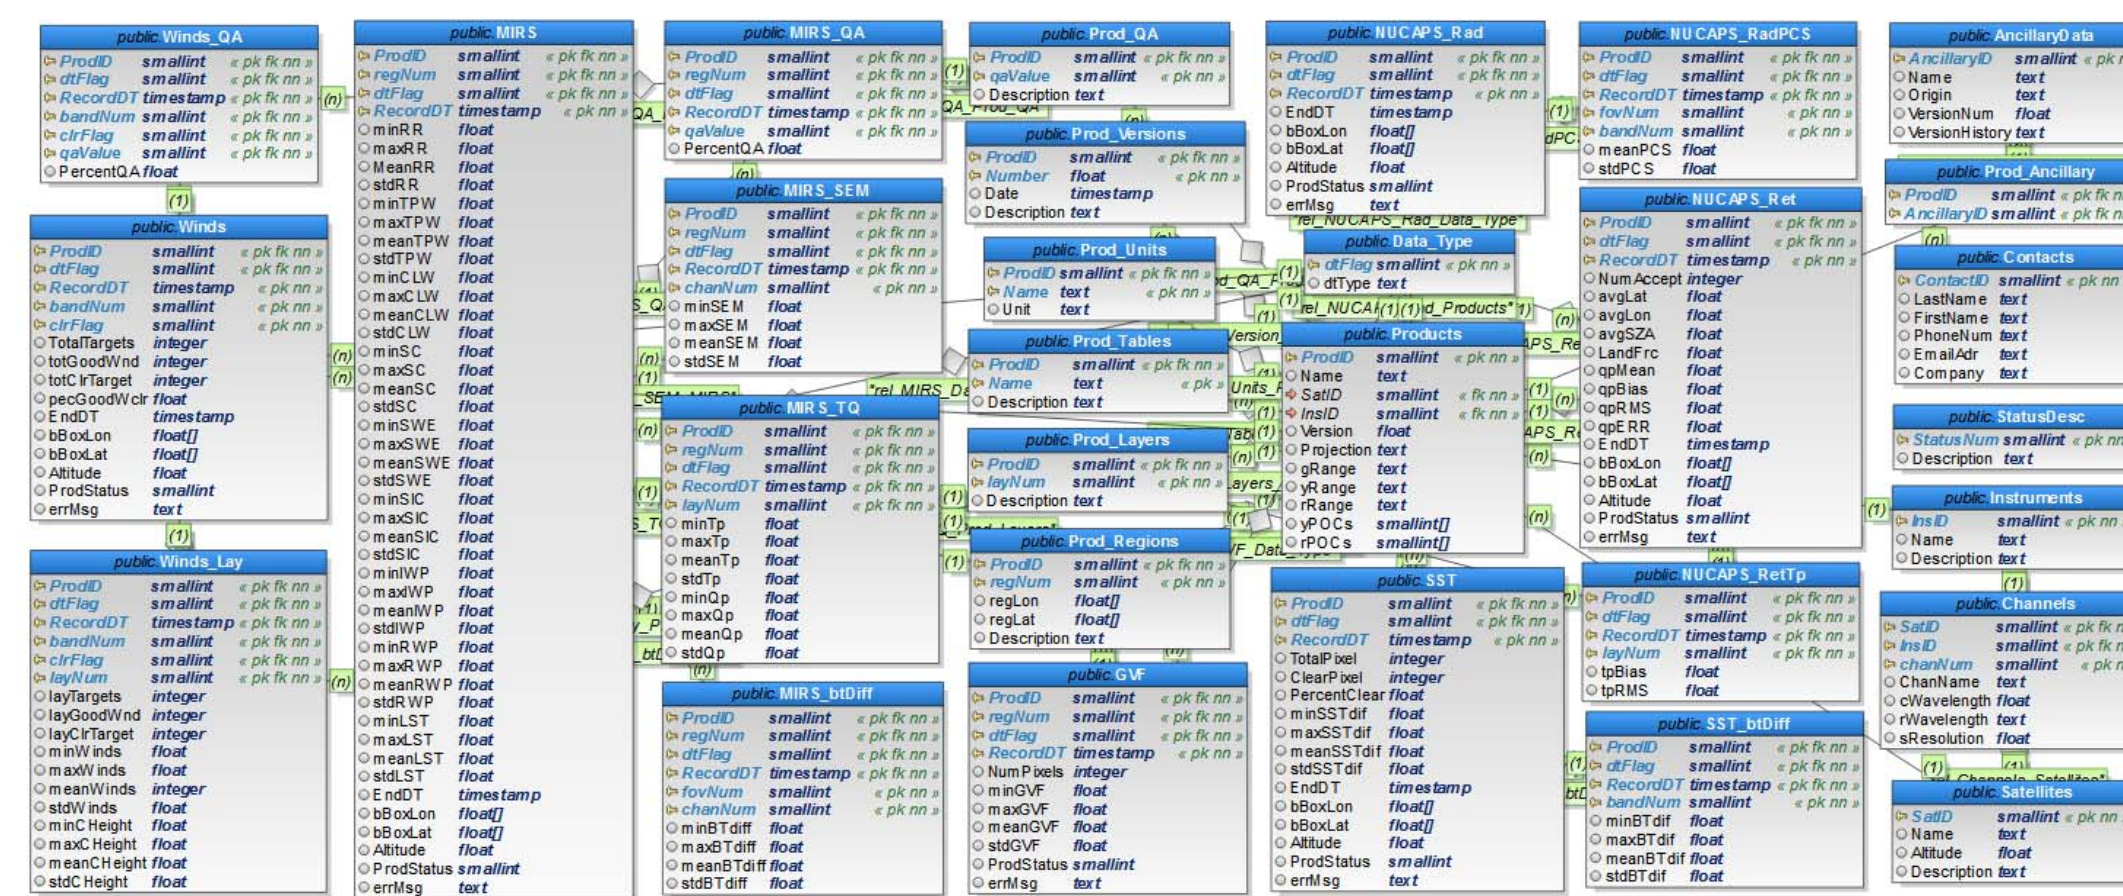 public.Winds_QA
ProdID smallint « pk fk nn »
dtFlag smallint « pk fk nn »
RecordDT timestamp « pk fk nn »
bandNum smallint « pk fk nn »
clrFlag smallint « pk fk nn »
qaValue smallint « pk fk nn »
PercentQA float
(n)
(1)
public.Winds
ProdID smallint « pk fk nn »
dtFlag smallint « pk fk nn »
RecordDT timestamp « pk nn »
bandNum smallint « pk nn »
clrFlag smallint « pk nn »
TotalTargets integer
totGoodWnd integer
totClrTarget integer
pecGoodWclr float
EndDT timestamp
bBoxLon float[]
bBoxLat float[]
Altitude float
ProdStatus smallint
errMsg text
(n)
(n)
(1)
public.Winds_Lay
ProdID smallint « pk fk nn »
dtFlag smallint « pk fk nn »
RecordDT timestamp « pk fk nn »
bandNum smallint « pk fk nn »
clrFlag smallint « pk fk nn »
layNum smallint « pk fk nn »
layTargets integer
layGoodWnd integer
layClrTarget integer
minWinds float
maxWinds float
meanWinds integer
stdWinds float
minCHeight float
maxCHeight float
meanCHeight float
stdCHeight float
(n)
public.MIRS
ProdID smallint « pk fk nn »
regNum smallint « pk fk nn »
dtFlag smallint « pk fk nn »
RecordDT timestamp « pk nn »
minRR float
maxRR float
MeanRR float
stdRR float
minTPW float
maxTPW float
meanTPW float
stdTPW float
minCLW float
maxCLW float
meanCLW float
stdCLW float
minSC float
maxSC float
meanSC float
stdSC float
minSWE float
maxSWE float
meanSWE float
stdSWE float
minSIC float
maxSIC float
meanSIC float
stdSIC float
minIWP float
maxIWP float
meanIWP float
stdIWP float
minRWP float
maxRWP float
meanRWP float
stdRWP float
minLST float
maxLST float
meanLST float
stdLST float
EndDT timestamp
bBoxLon float[]
bBoxLat float[]
Altitude float
ProdStatus smallint
errMsg text
public.MIRS_QA
ProdID smallint « pk fk nn »
regNum smallint « pk fk nn »
dtFlag smallint « pk fk nn »
RecordDT timestamp « pk fk nn »
qaValue smallint « pk fk nn »
PercentQA float
(n)
public.MIRS_SEM
ProdID smallint « pk fk nn »
regNum smallint « pk fk nn »
dtFlag smallint « pk fk nn »
RecordDT timestamp « pk fk nn »
chanNum smallint « pk nn »
minSEM float
maxSEM float
meanSEM float
stdSEM float
(n)
(1)
"rel_MIRS_Da
public.MIRS_TQ
ProdID smallint « pk fk nn »
regNum smallint « pk fk nn »
dtFlag smallint « pk fk nn »
RecordDT timestamp « pk fk nn »
layNum smallint « pk fk nn »
minTp float
maxTp float
meanTp float
stdTp float
minQp float
maxQp float
meanQp float
stdQp float
(n)
(1)
(n)
public.MIRS_btDiff
ProdID smallint « pk fk nn »
regNum smallint « pk fk nn »
dtFlag smallint « pk fk nn »
RecordDT timestamp « pk fk nn »
fovNum smallint « pk nn »
chanNum smallint « pk nn »
minBTdiff float
maxBTdiff float
meanBTdiff float
stdBTdiff float
(1)
public.Prod_QA
ProdID smallint « pk fk nn »
qaValue smallint « pk nn »
Description text
public.Prod_Versions
ProdID smallint « pk fk nn »
Number float « pk nn »
Date timestamp
Description text
public.Prod_Units
ProdID smallint « pk fk nn »
Name text « pk nn »
Unit text
public.Prod_Tables
ProdID smallint « pk fk nn »
Name text « pk »
Description text
public.Prod_Layers
ProdID smallint « pk fk nn »
layNum smallint « pk nn »
Description text
(1)
(1)
(1)
public.Prod_Regions
ProdID smallint « pk fk nn »
regNum smallint « pk nn »
regLon float[]
regLat float[]
Description text
public.GVF
ProdID smallint « pk fk nn »
regNum smallint « pk fk nn »
dtFlag smallint « pk fk nn »
RecordDT timestamp « pk nn »
NumPixels integer
minGVF float
maxGVF float
meanGVF float
stdGVF float
ProdStatus smallint
errMsg text
public.NUCAPS_Rad
ProdID smallint « pk fk nn »
dtFlag smallint « pk fk nn »
RecordDT timestamp « pk nn »
EndDT timestamp
bBoxLon float[]
bBoxLat float[]
Altitude float
ProdStatus smallint
errMsg text
"rel_NUCAPS_Rad_Data_Type"
public.Data_Type
dtFlag smallint « pk nn »
dtType text
(1)
(1)
rel_NUCAP (1) (1) d_Products"
public.Products
ProdID smallint « pk nn »
Name text
SatID smallint « fk nn »
InsID smallint « fk nn »
Version float
Projection text
gRange text
yRange text
rRange text
yPOCs smallint[]
rPOCs smallint[]
public.SST
ProdID smallint « pk fk nn »
dtFlag smallint « pk fk nn »
RecordDT timestamp « pk nn »
TotalPixel integer
ClearPixel integer
PercentClear float
minSSTdif float
maxSSTdif float
meanSSTdif float
stdSSTdif float
EndDT timestamp
bBoxLon float[]
bBoxLat float[]
Altitude float
ProdStatus smallint
errMsg text
(1)
public.NUCAPS_RadPCS
ProdID smallint « pk fk nn »
dtFlag smallint « pk fk nn »
RecordDT timestamp « pk fk nn »
fovNum smallint « pk nn »
bandNum smallint « pk nn »
meanPCS float
stdPCS float
public.NUCAPS_Ret
ProdID smallint « pk fk nn »
dtFlag smallint « pk fk nn »
RecordDT timestamp « pk nn »
NumAccept integer
avgLat float
avgLon float
avgSZA float
LandFrc float
qpMean float
qpBias float
qpRMS float
qpERR float
EndDT timestamp
bBoxLon float[]
bBoxLat float[]
Altitude float
ProdStatus smallint
errMsg text
(n)
(1)
(n)
(1)
(n)
(n)
public.NUCAPS_RetTp
ProdID smallint « pk fk nn »
dtFlag smallint « pk fk nn »
RecordDT timestamp « pk fk nn »
layNum smallint « pk fk nn »
tpBias float
tpRMS float
public.SST_btDiff
ProdID smallint « pk fk nn »
dtFlag smallint « pk fk nn »
RecordDT timestamp « pk fk nn »
bandNum smallint « pk nn »
minBTdif float
maxBTdif float
meanBTdif float
stdBTdif float
public.AncillaryData
AncillaryID smallint « pk n
Name text
Origin text
VersionNum float
VersionHistory text
public.Prod_Ancillary
ProdID smallint « pk fk n
AncillaryID smallint « pk fk n
(n)
public.Contacts
ContactID smallint « pk nn
LastName text
FirstName text
PhoneNum text
EmailAdr text
Company text
public.StatusDesc
StatusNum smallint « pk nn
Description text
(1)
public.Instruments
InsID smallint « pk nn
Name text
Description text
(1)
public.Channels
SatID smallint « pk fk n
InsID smallint « pk fk n
chanNum smallint « pk n
ChanName text
cWavelength float
rWavelength text
sResolution float
(1)
public.Satellites
SatID smallint « pk nn
Name text
Altitude float
Description text